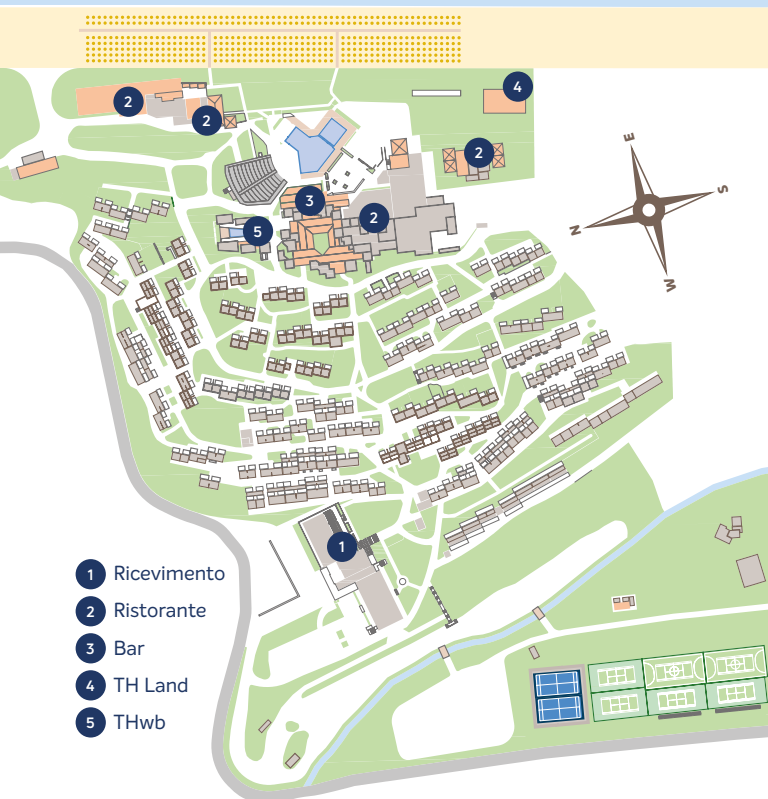 4
2
2
2
E
S
N
W
3
2
5
1
1 Ricevimento
2 Ristorante
3 Bar
4 TH Land
5 THwb